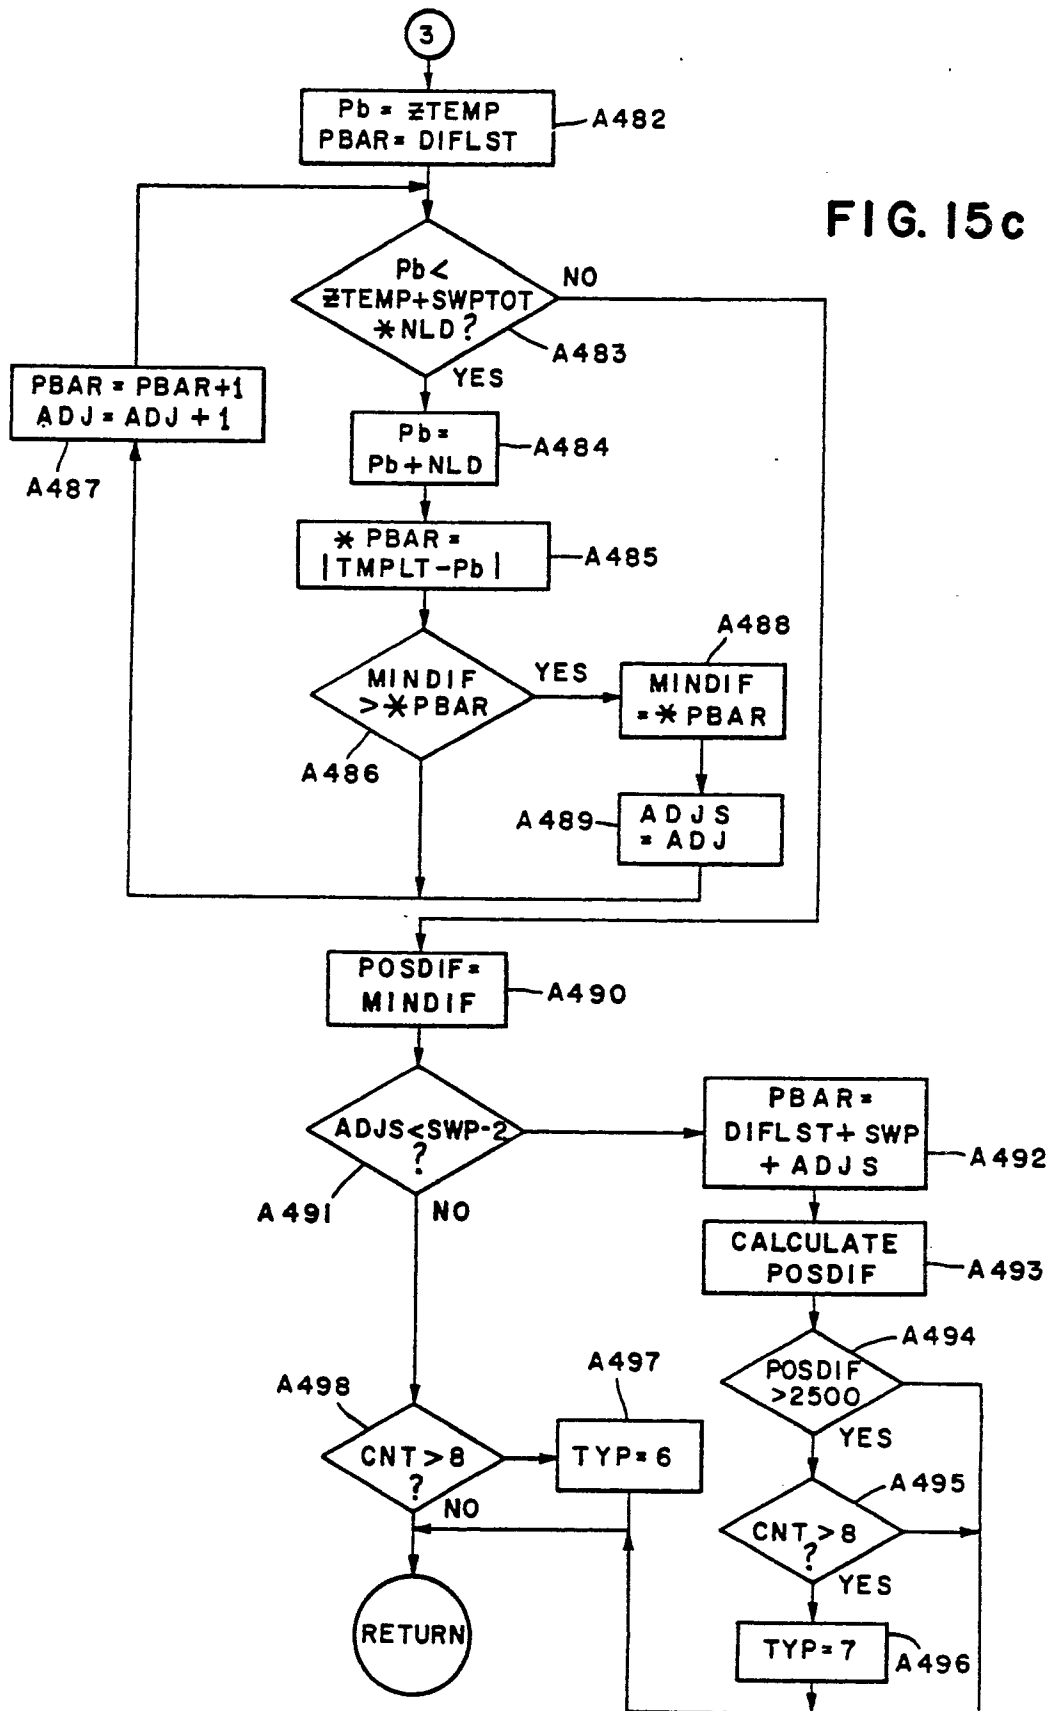 3
Pb = ƵTEMP
PBAR= DIFLST
A482
FIG. 15c
Pb<
ƵTEMP+SWPTOT
*NLD?
NO
A483
YES
PBAR = PBAR+1
ADJ = ADJ + 1
A487
Pb =
Pb+NLD
A484
* PBAR =
|TMPLT-Pb|
A485
MINDIF
>*PBAR
A486
YES
A488
MINDIF
=* PBAR
A489
ADJS
= ADJ
POSDIF=
MINDIF
A490
ADJS<SWP-2
?
A491
NO
PBAR=
DIFLST+ SWP
+ ADJS
A492
CALCULATE
POSDIF
A493
A494
POSDIF
>2500
YES
A497
A498
CNT>8
?
NO
TYP=6
A495
CNT>8
?
YES
RETURN
TYP=7
A496